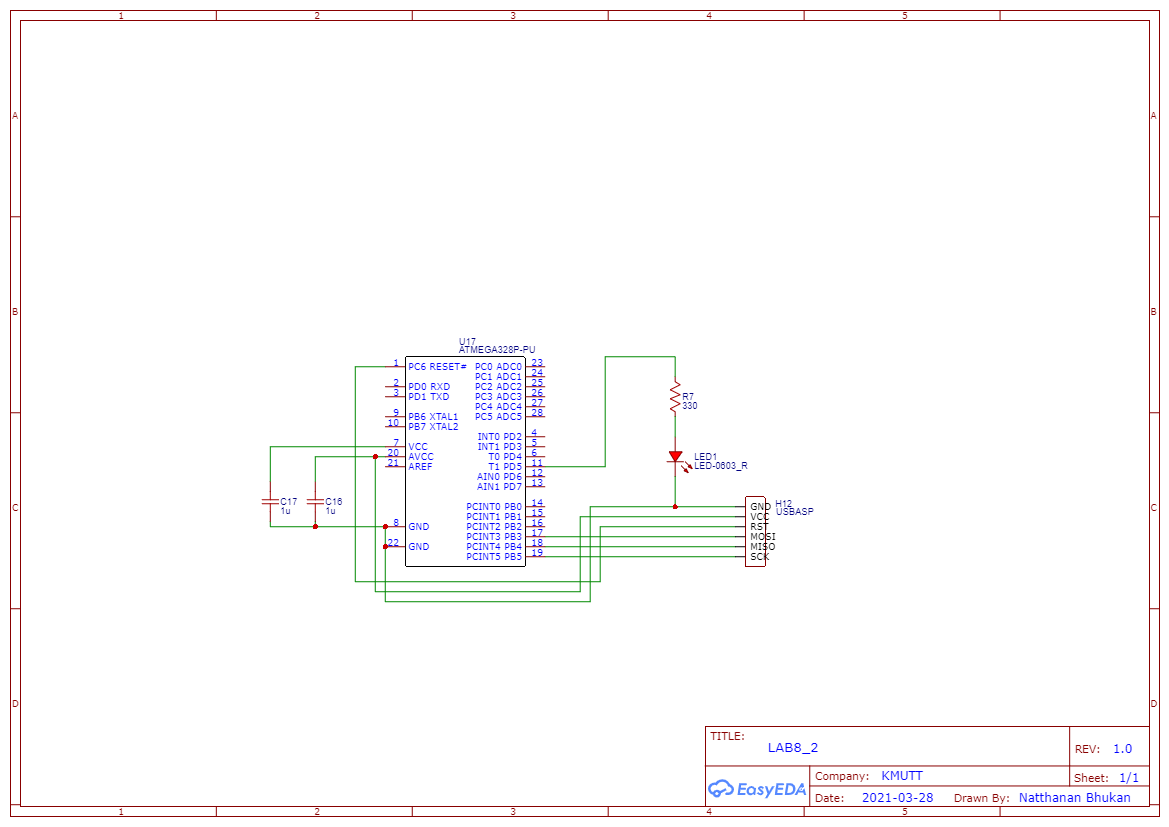 1 2 3 4 5
A A
B B
C C
D D
U17
ATMEGA328P-PU
1 PC6 RESET# PC0 ADC0 23
PC1 ADC1 24
2 PD0 RXD PC2 ADC2 25
3 PD1 TXD PC3 ADC3 26
PC4 ADC4 27
9 PB6 XTAL1 PC5 ADC5 28
10 PB7 XTAL2
INT0 PD2 4
7 VCC INT1 PD3 5
20 AVCC T0 PD4 6
21 AREF T1 PD5 11
AIN0 PD6 12
AIN1 PD7 13
PCINT0 PB0 14
PCINT1 PB1 15
8 GND PCINT2 PB2 16
PCINT3 PB3 17
22 GND PCINT4 PB4 18
PCINT5 PB5 19
C17
1u
C16
1u
R7
330
LED1
LED-0603_R
H12
USBASP
GND
VCC
RST
MOSI
MISO
SCK
TITLE:
LAB8_2
REV: 1.0
EasyEDA
Company: KMUTT
Sheet: 1/1
Date: 2021-03-28 Drawn By: Natthanan Bhukan
1 2 3 4 5